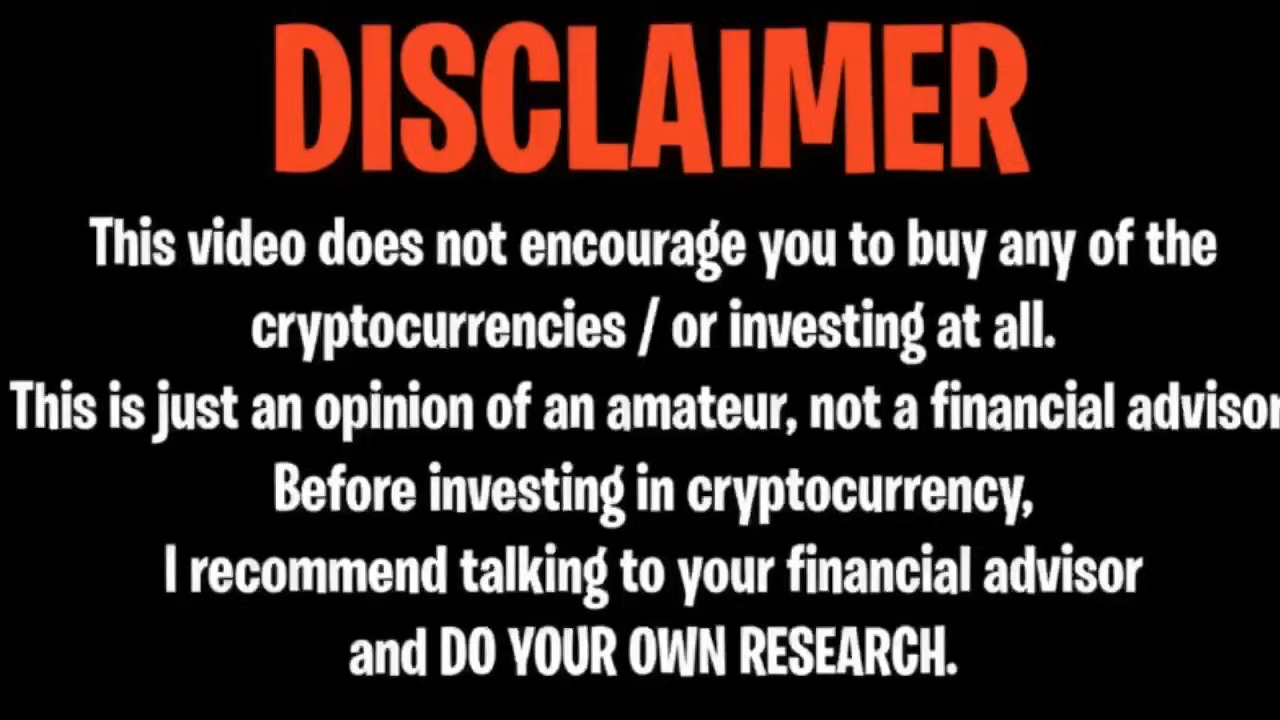 DISCLAIMER
This video does not encourage you to buy any of the
cryptocurrencies / or investing at all.
This is just an opinion of an amateur, not a financial advisor
Before investing in cryptocurrency,
I recommend talking to your financial advisor
and DO YOUR OWN RESEARCH.